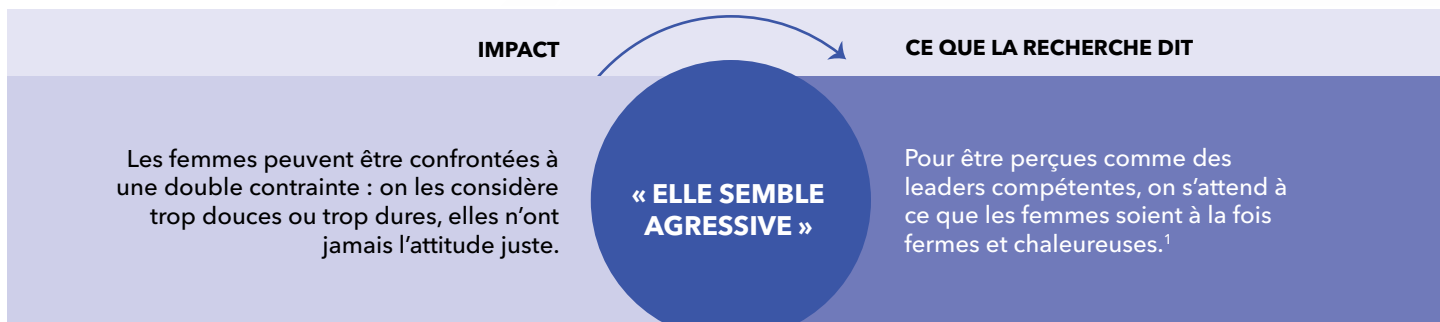 IMPACT
Les femmes peuvent être confrontées à
une double contrainte : on les considère
trop douces ou trop dures, elles n’ont
jamais l’attitude juste.
« ELLE SEMBLE
AGRESSIVE »
CE QUE LA RECHERCHE DIT
Pour être perçues comme des
leaders compétentes, on s’attend à
ce que les femmes soient à la fois
fermes et chaleureuses.¹